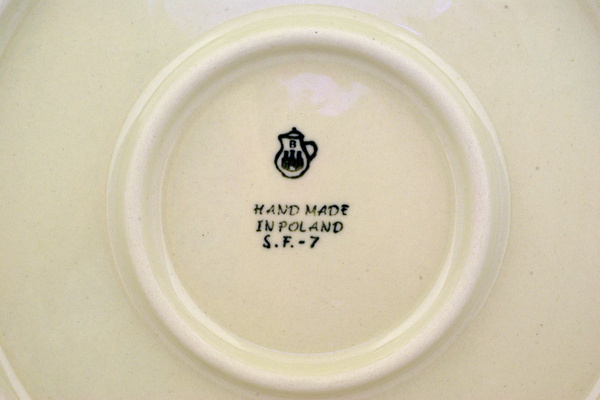 B
HAND MADE
IN POLAND
S.F.-7